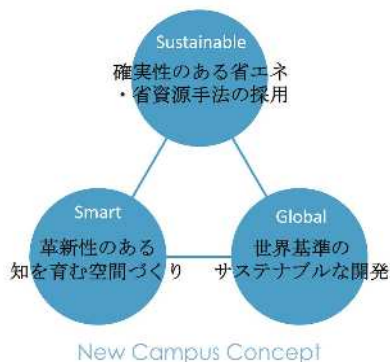 Sustainable
確実性のある省エネ
・省資源手法の採用
Smart
革新性のある
知を育む空間づくり
Global
世界基準の
サステナブルな開発
New Campus Concept